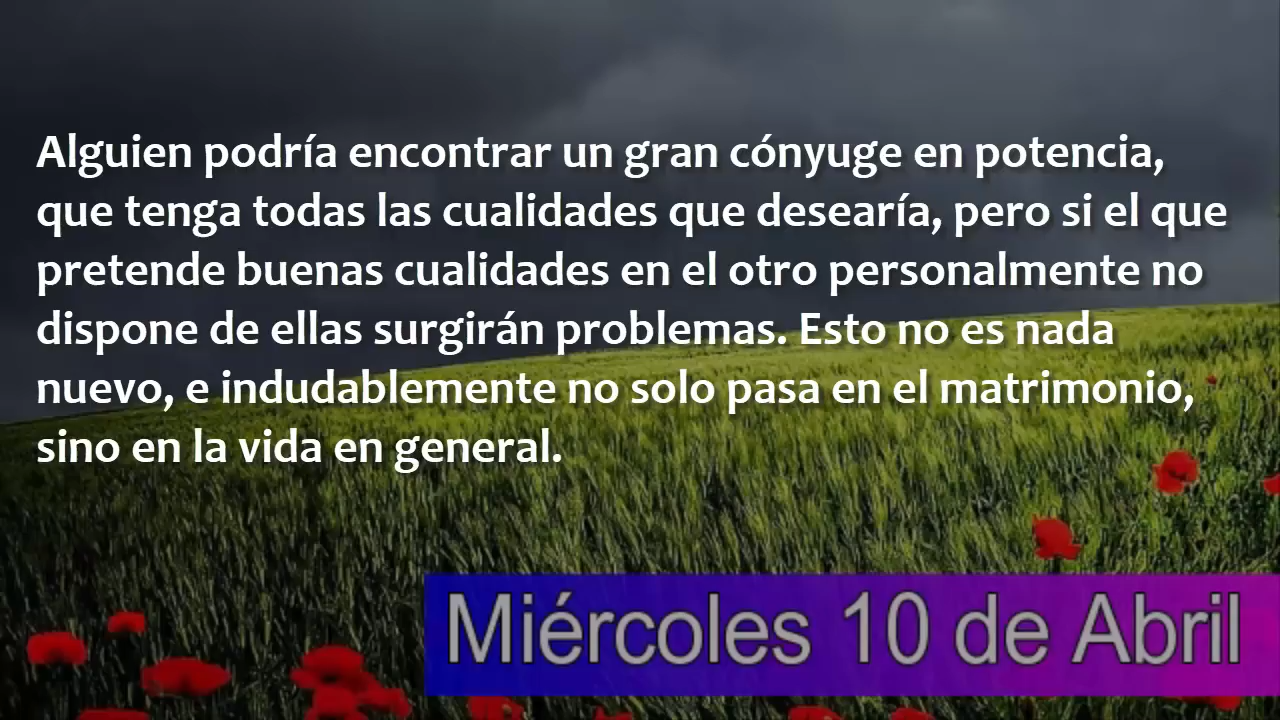 Alguien podría encontrar un gran cónyuge en potencia,
que tenga todas las cualidades que desearía, pero si el que
pretende buenas cualidades en el otro personalmente no
dispone de ellas surgirán problemas. Esto no es nada
nuevo, e indudablemente no solo pasa en el matrimonio,
sino en la vida en general.
Miércoles 10 de Abril